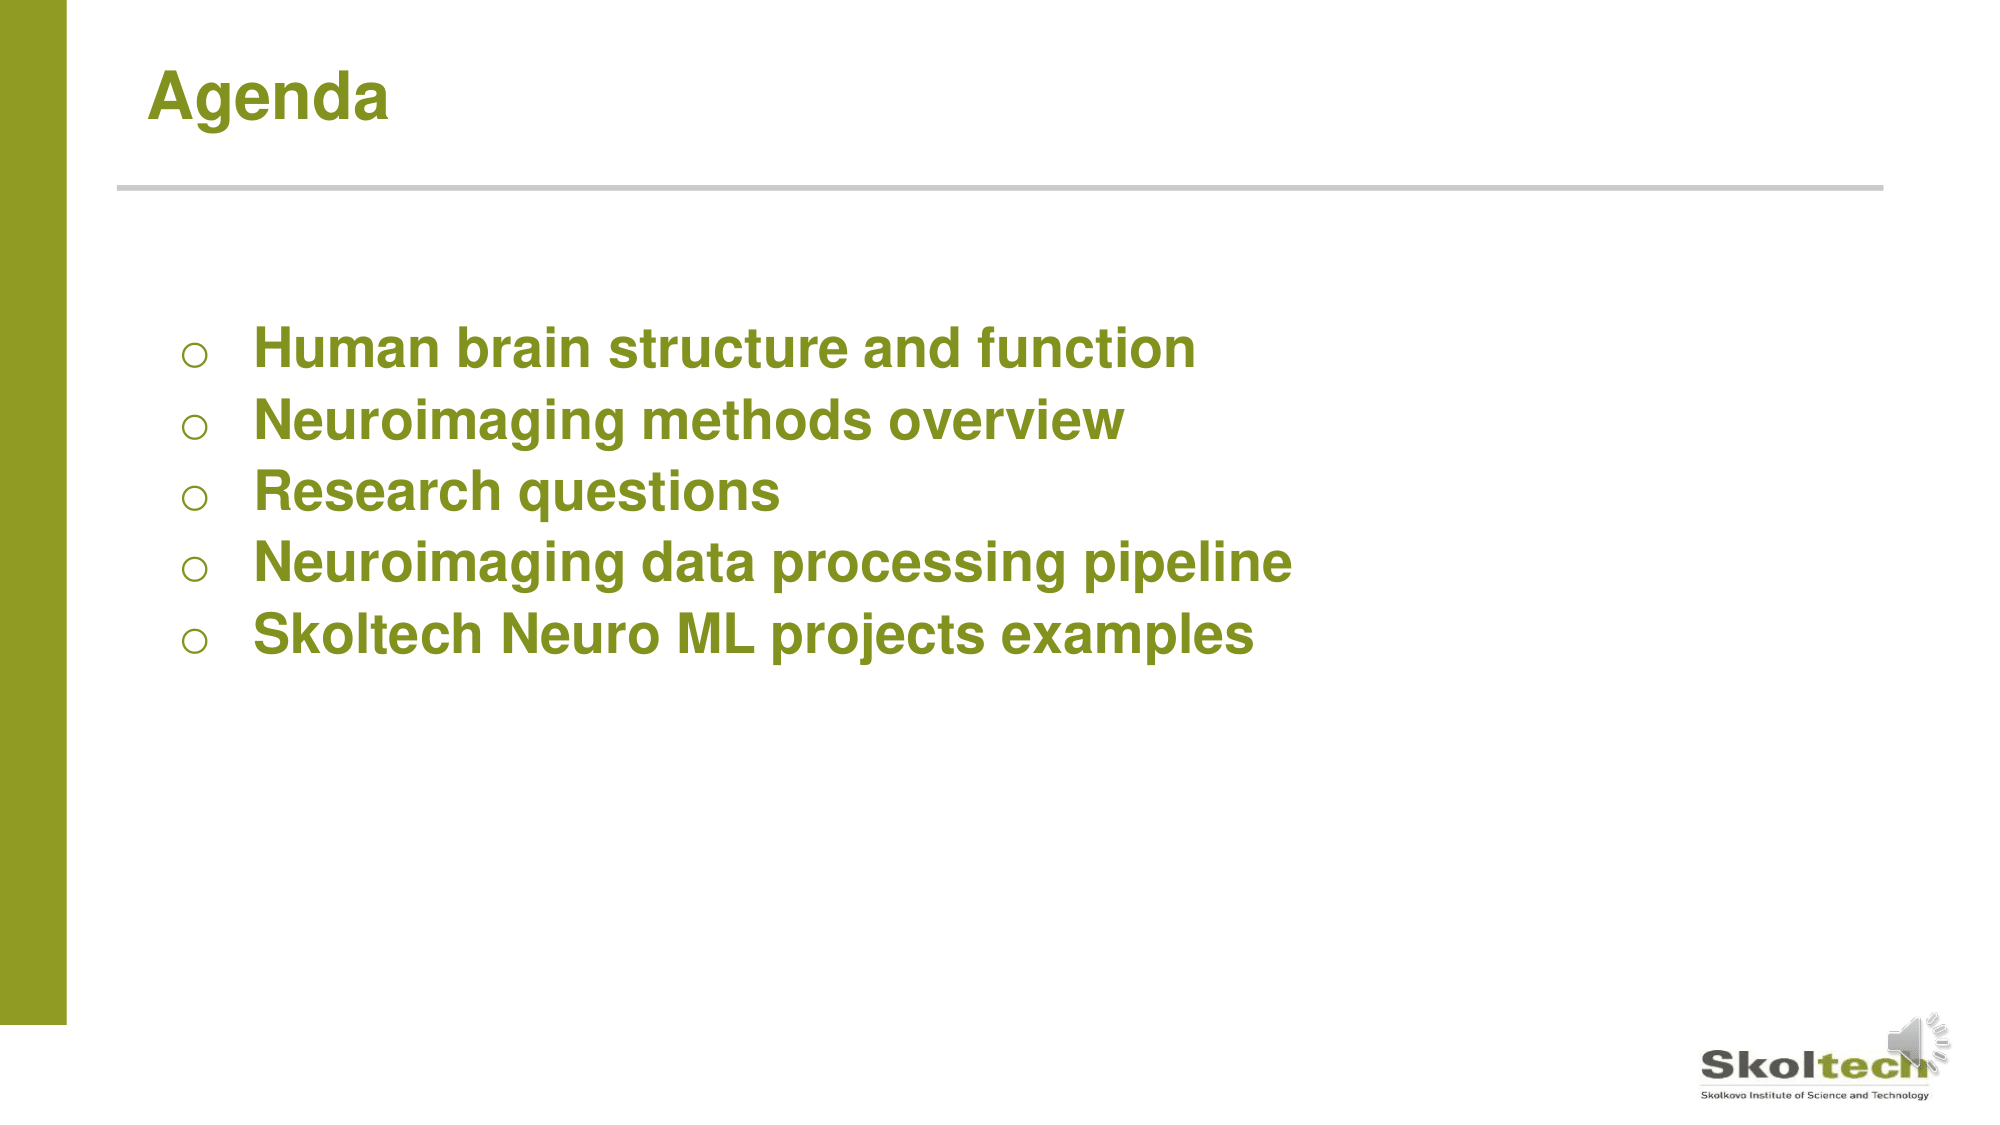 Agenda
o Human brain structure and function
o Neuroimaging methods overview
o Research questions
o Neuroimaging data processing pipeline
o Skoltech Neuro ML projects examples
Skoltech
Skolkovo Institute of Science and Technology